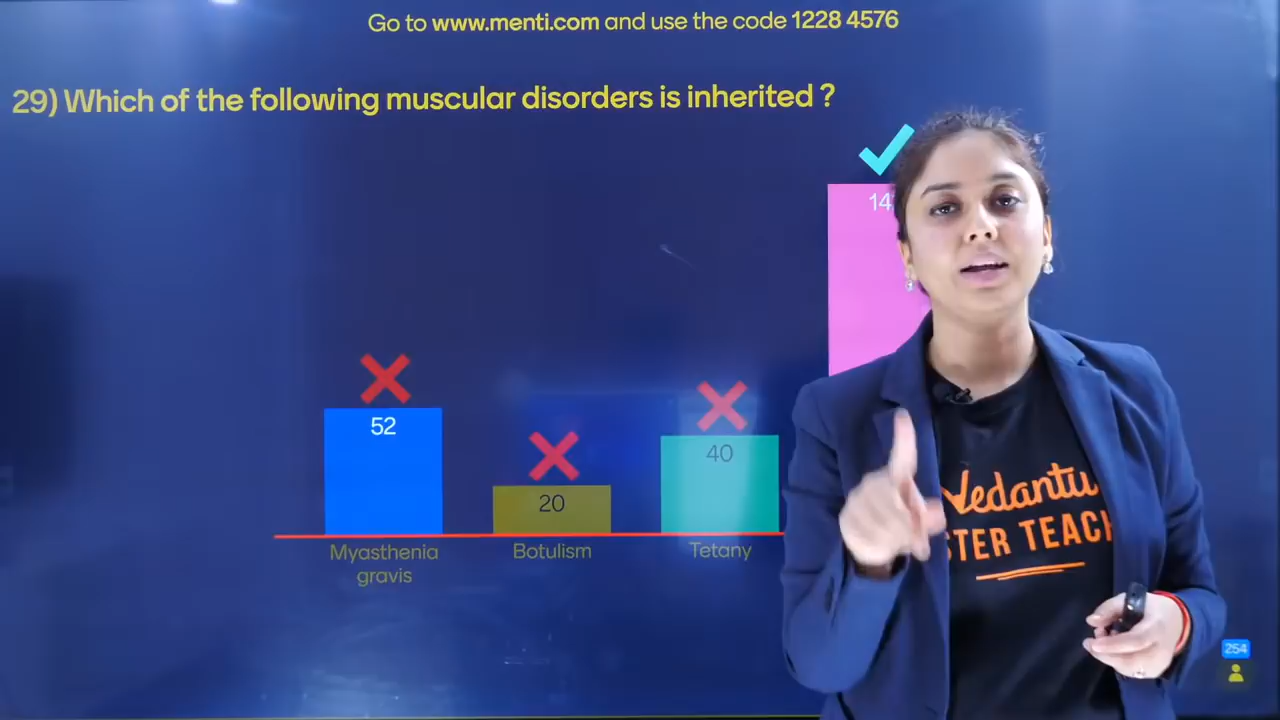 Go to www.menti.com and use the code 1228 4576
29) Which of the following muscular disorders is inherited ?
14
52
40
20
Myasthenia
gravis
Botulism
Tetany
Vedantu
STER TEACH
254